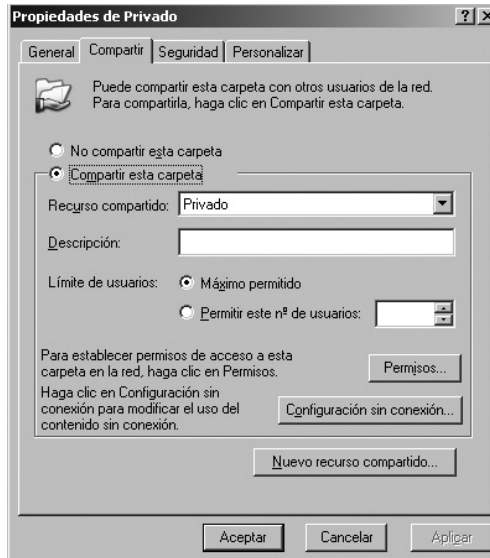 Propiedades de Privado
General Compartir Seguridad Personalizar
Puede compartir esta carpeta con otros usuarios de la red.
Para compartirla, haga clic en Compartir esta carpeta.
No compartir esta carpeta
Compartir esta carpeta
Recurso compartido: Privado
Descripción:
Límite de usuarios: Máximo permitido
Permitir este nº de usuarios:
Para establecer permisos de acceso a esta
carpeta en la red, haga clic en Permisos.
Permisos...
Haga clic en Configuración sin
conexión para modificar el uso del
contenido sin conexión.
Configuración sin conexión...
Nuevo recurso compartido...
Aceptar Cancelar Aplicar